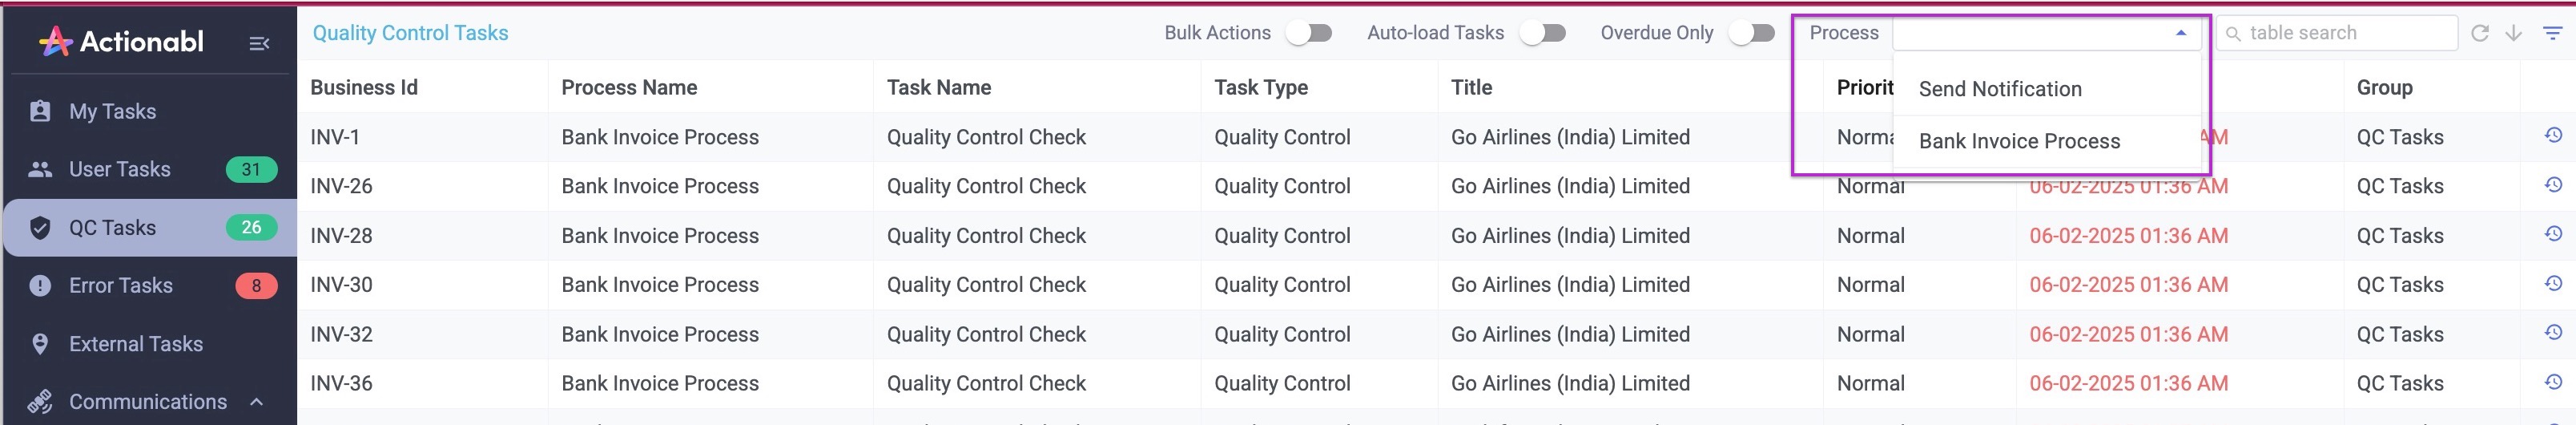 Actionabl
My Tasks
User Tasks 31
QC Tasks 26
Error Tasks 8
External Tasks
Communications
Quality Control Tasks Bulk Actions Auto-load Tasks Overdue Only Process table search
Send Notification
Bank Invoice Process
Business Id Process Name Task Name Task Type Title Priorit Group
INV-1 Bank Invoice Process Quality Control Check Quality Control Go Airlines (India) Limited Norma AM QC Tasks
INV-26 Bank Invoice Process Quality Control Check Quality Control Go Airlines (India) Limited Normal 06-02-2025 01:36 AM QC Tasks
INV-28 Bank Invoice Process Quality Control Check Quality Control Go Airlines (India) Limited Normal 06-02-2025 01:36 AM QC Tasks
INV-30 Bank Invoice Process Quality Control Check Quality Control Go Airlines (India) Limited Normal 06-02-2025 01:36 AM QC Tasks
INV-32 Bank Invoice Process Quality Control Check Quality Control Go Airlines (India) Limited Normal 06-02-2025 01:36 AM QC Tasks
INV-36 Bank Invoice Process Quality Control Check Quality Control Go Airlines (India) Limited Normal 06-02-2025 01:36 AM QC Tasks